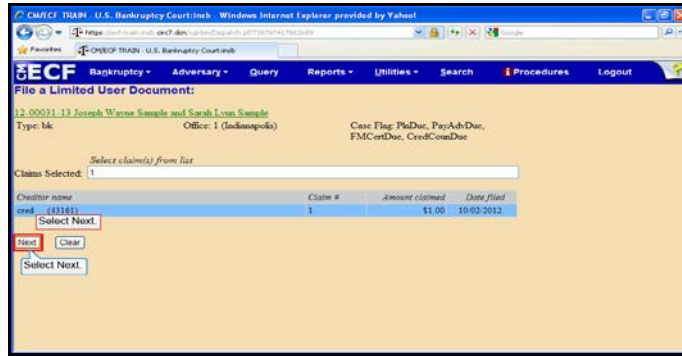 CM/ECF TRAIN - U.S. Bankruptcy Court:insb - Windows Internet Explorer provided by Yahoo!
Google
Favorites CM/ECF TRAIN - U.S. Bankruptcy Court:insb
ECF Bankruptcy Adversary Query Reports Utilities Search Procedures Logout
File a Limited User Document:
12-00031-13 Joseph Wayne Sample and Sarah Lynn Sample
Type: bk Office: 1 (Indianapolis) Case Flag: PlnDue, PayAdvDue,
FMCertDue, CredCounDue
Select claim(s) from list
Claims Selected: 1
Creditor name Claim # Amount claimed Date filed
cred (43161) 1 $1.00 10/02/2012
Select Next.
Next Clear
Select Next.